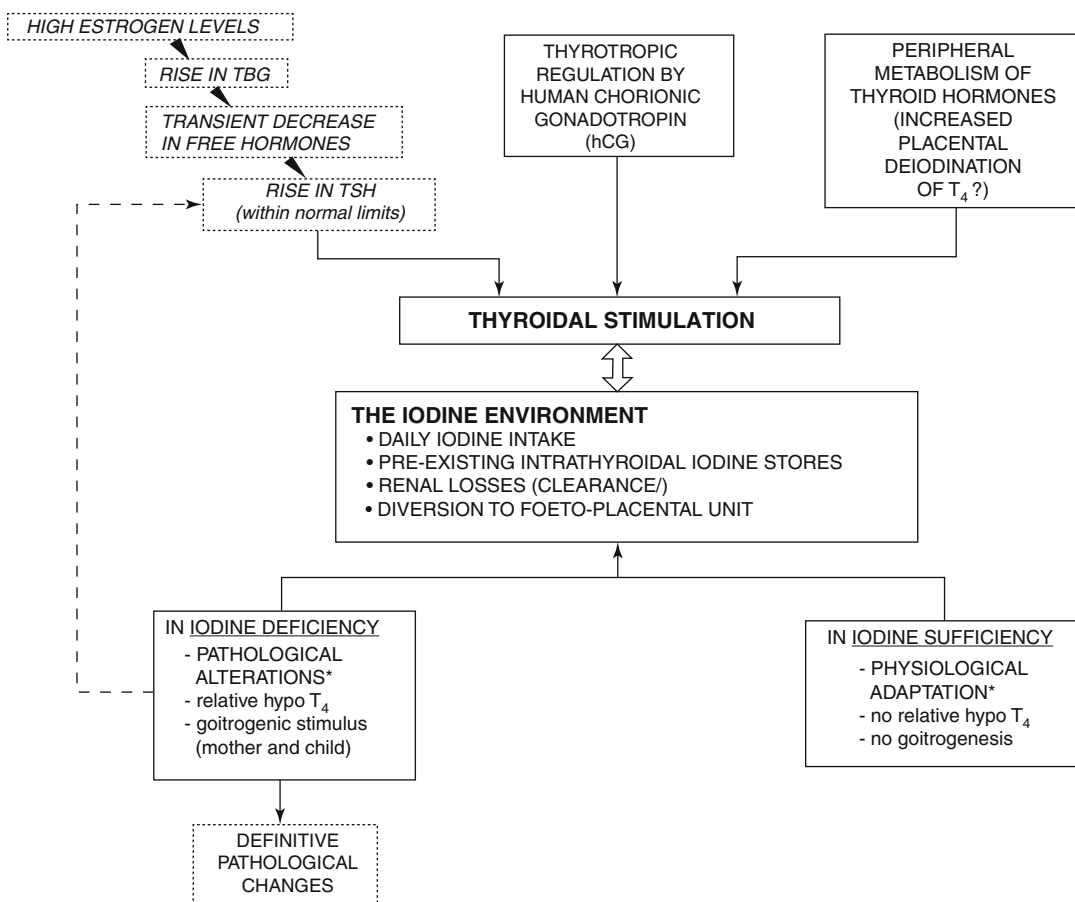 HIGH ESTROGEN LEVELS
RISE IN TBG
TRANSIENT DECREASE
IN FREE HORMONES
RISE IN TSH
(within normal limits)
THYROTROPIC
REGULATION BY
HUMAN CHORIONIC
GONADOTROPIN
(hCG)
PERIPHERAL
METABOLISM OF
THYROID HORMONES
(INCREASED
PLACENTAL
DEIODINATION
OF T4 ?)
THYROIDAL STIMULATION
THE IODINE ENVIRONMENT
• DAILY IODINE INTAKE
• PRE-EXISTING INTRATHYROIDAL IODINE STORES
• RENAL LOSSES (CLEARANCE/)
• DIVERSION TO FOETO-PLACENTAL UNIT
IN IODINE DEFICIENCY
- PATHOLOGICAL
ALTERATIONS*
- relative hypo T4
- goitrogenic stimulus
(mother and child)
IN IODINE SUFFICIENCY
- PHYSIOLOGICAL
ADAPTATION*
- no relative hypo T4
- no goitrogenesis
DEFINITIVE
PATHOLOGICAL
CHANGES